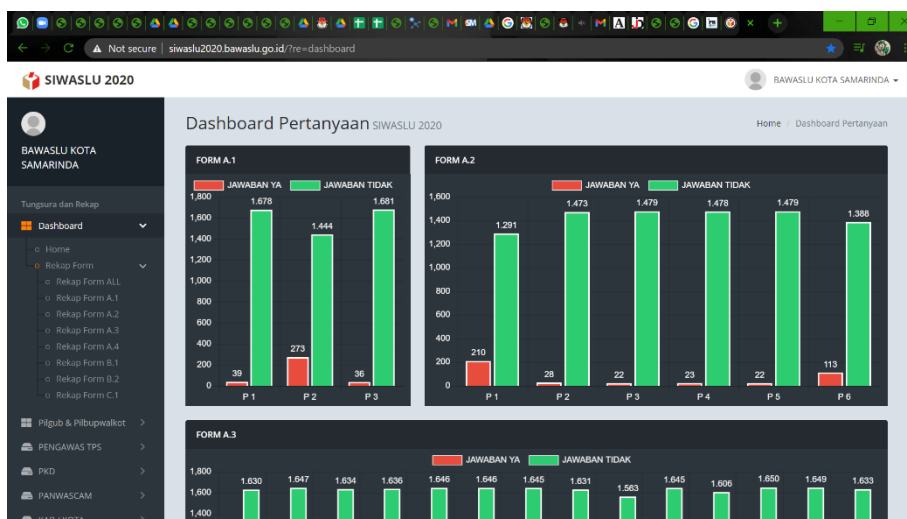 Not secure | siwaslu2020.bawaslu.go.id/?re=dashboard
SIWASLU 2020
BAWASLU KOTA SAMARINDA
BAWASLU KOTA
SAMARINDA
Tungsura dan Rekap
Dashboard
Home
Rekap Form
Rekap Form ALL
Rekap Form A.1
Rekap Form A.2
Rekap Form A.3
Rekap Form A.4
Rekap Form B.1
Rekap Form B.2
Rekap Form C.1
Pilgub & Pilbupwalkot
PENGAWAS TPS
PKD
PANWASCAM
Dashboard Pertanyaan SIWASLU 2020
Home / Dashboard Pertanyaan
FORM A.1
JAWABAN YA JAWABAN TIDAK
1,800
1,600
1,400
1,200
1,000
800
600
400
200
0
39 1.678 273 1.444 36 1.681
P 1 P 2 P 3
FORM A.2
JAWABAN YA JAWABAN TIDAK
1,600
1,400
1,200
1,000
800
600
400
200
0
210 1.291 28 1.473 22 1.479 23 1.478 22 1.479 113 1.388
P 1 P 2 P 3 P 4 P 5 P 6
FORM A.3
JAWABAN YA JAWABAN TIDAK
1,800
1,600
1,400
1.630 1.647 1.634 1.636 1.646 1.646 1.645 1.631 1.563 1.645 1.606 1.650 1.649 1.633